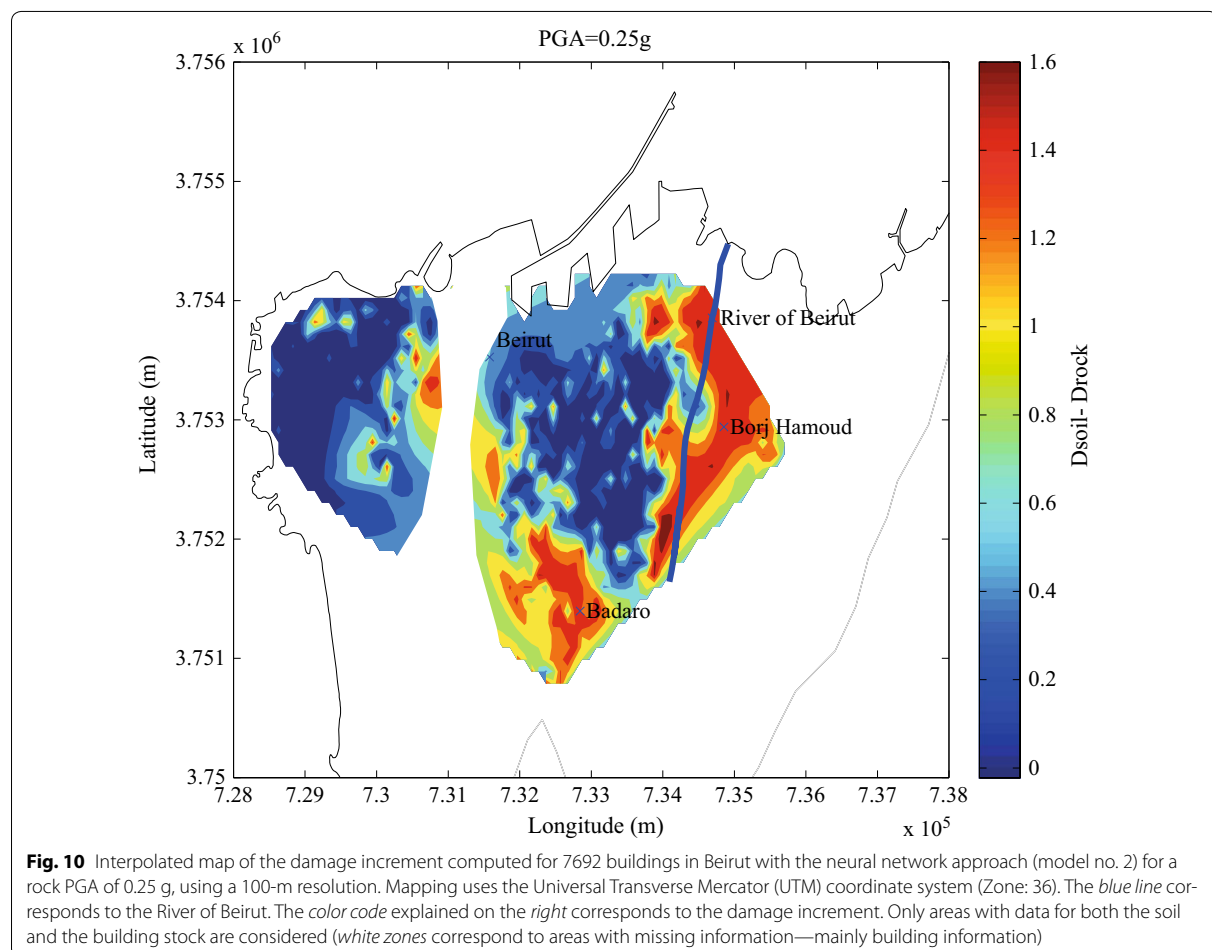 PGA=0.25g
x 10⁶
3.756
3.755
3.754
3.753
3.752
3.751
3.75
Latitude (m)
River of Beirut
Beirut
Borj Hamoud
Badaro
7.28 7.29 7.3 7.31 7.32 7.33 7.34 7.35 7.36 7.37 7.38
Longitude (m)
x 10⁵
1.6
1.4
1.2
1
0.8
0.6
0.4
0.2
0
Dsoil- Drock
Fig. 10 Interpolated map of the damage increment computed for 7692 buildings in Beirut with the neural network approach (model no. 2) for a
rock PGA of 0.25 g, using a 100-m resolution. Mapping uses the Universal Transverse Mercator (UTM) coordinate system (Zone: 36). The blue line cor-
responds to the River of Beirut. The color code explained on the right corresponds to the damage increment. Only areas with data for both the soil
and the building stock are considered (white zones correspond to areas with missing information—mainly building information)